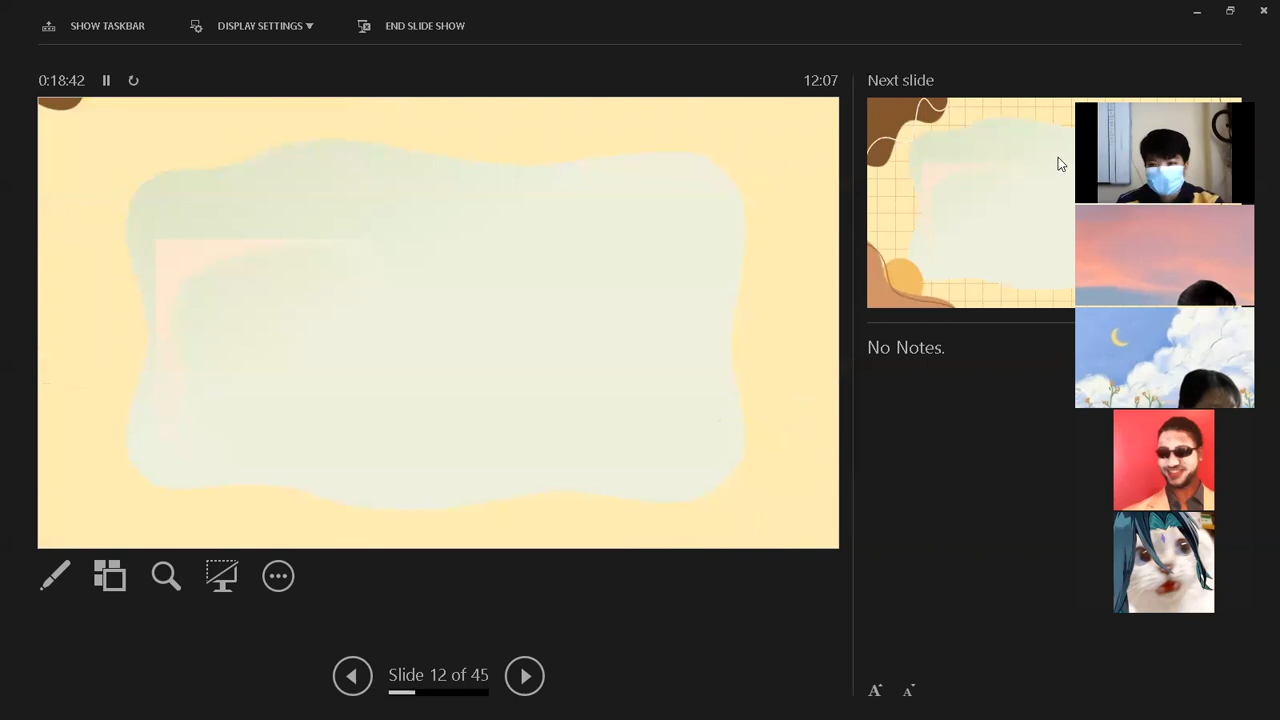 SHOW TASKBAR
DISPLAY SETTINGS
END SLIDE SHOW
0:18:42
12:07
Next slide
No Notes.
Slide 12 of 45
A
A